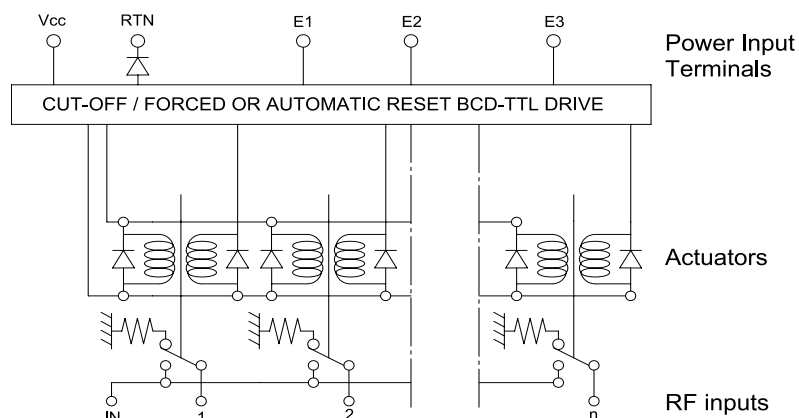 Vcc RTN E1 E2 E3
Power Input
Terminals
CUT-OFF / FORCED OR AUTOMATIC RESET BCD-TTL DRIVE
Actuators
IN 1 2 n
RF inputs